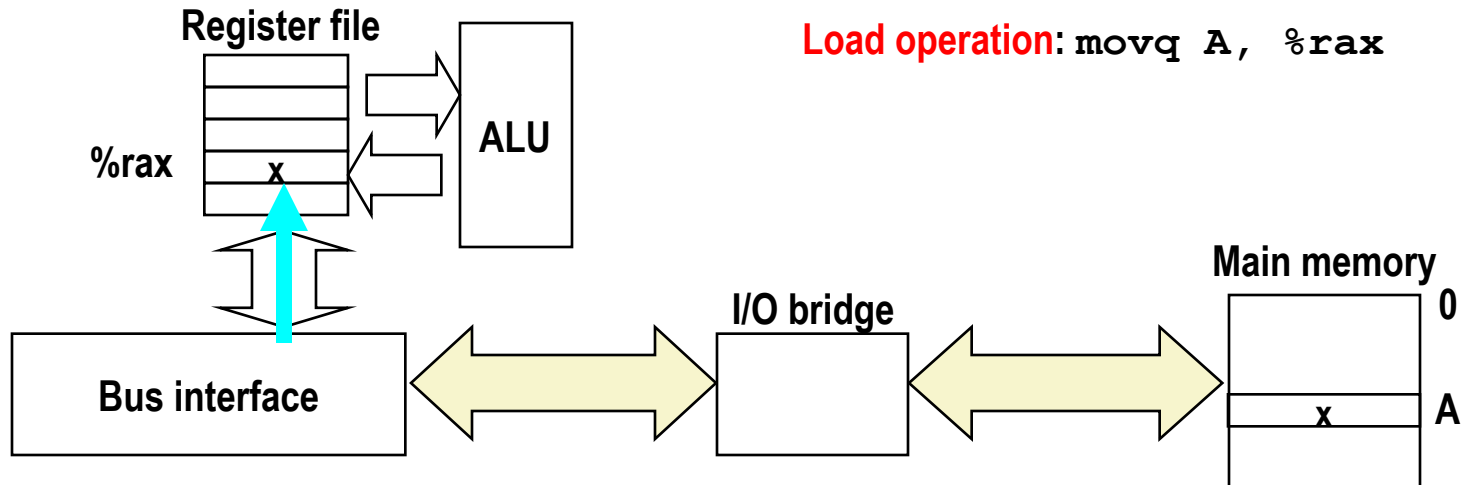 Register file
Load operation: movq A, %rax
ALU
%rax
x
Main memory
0
I/O bridge
Bus interface
x
A